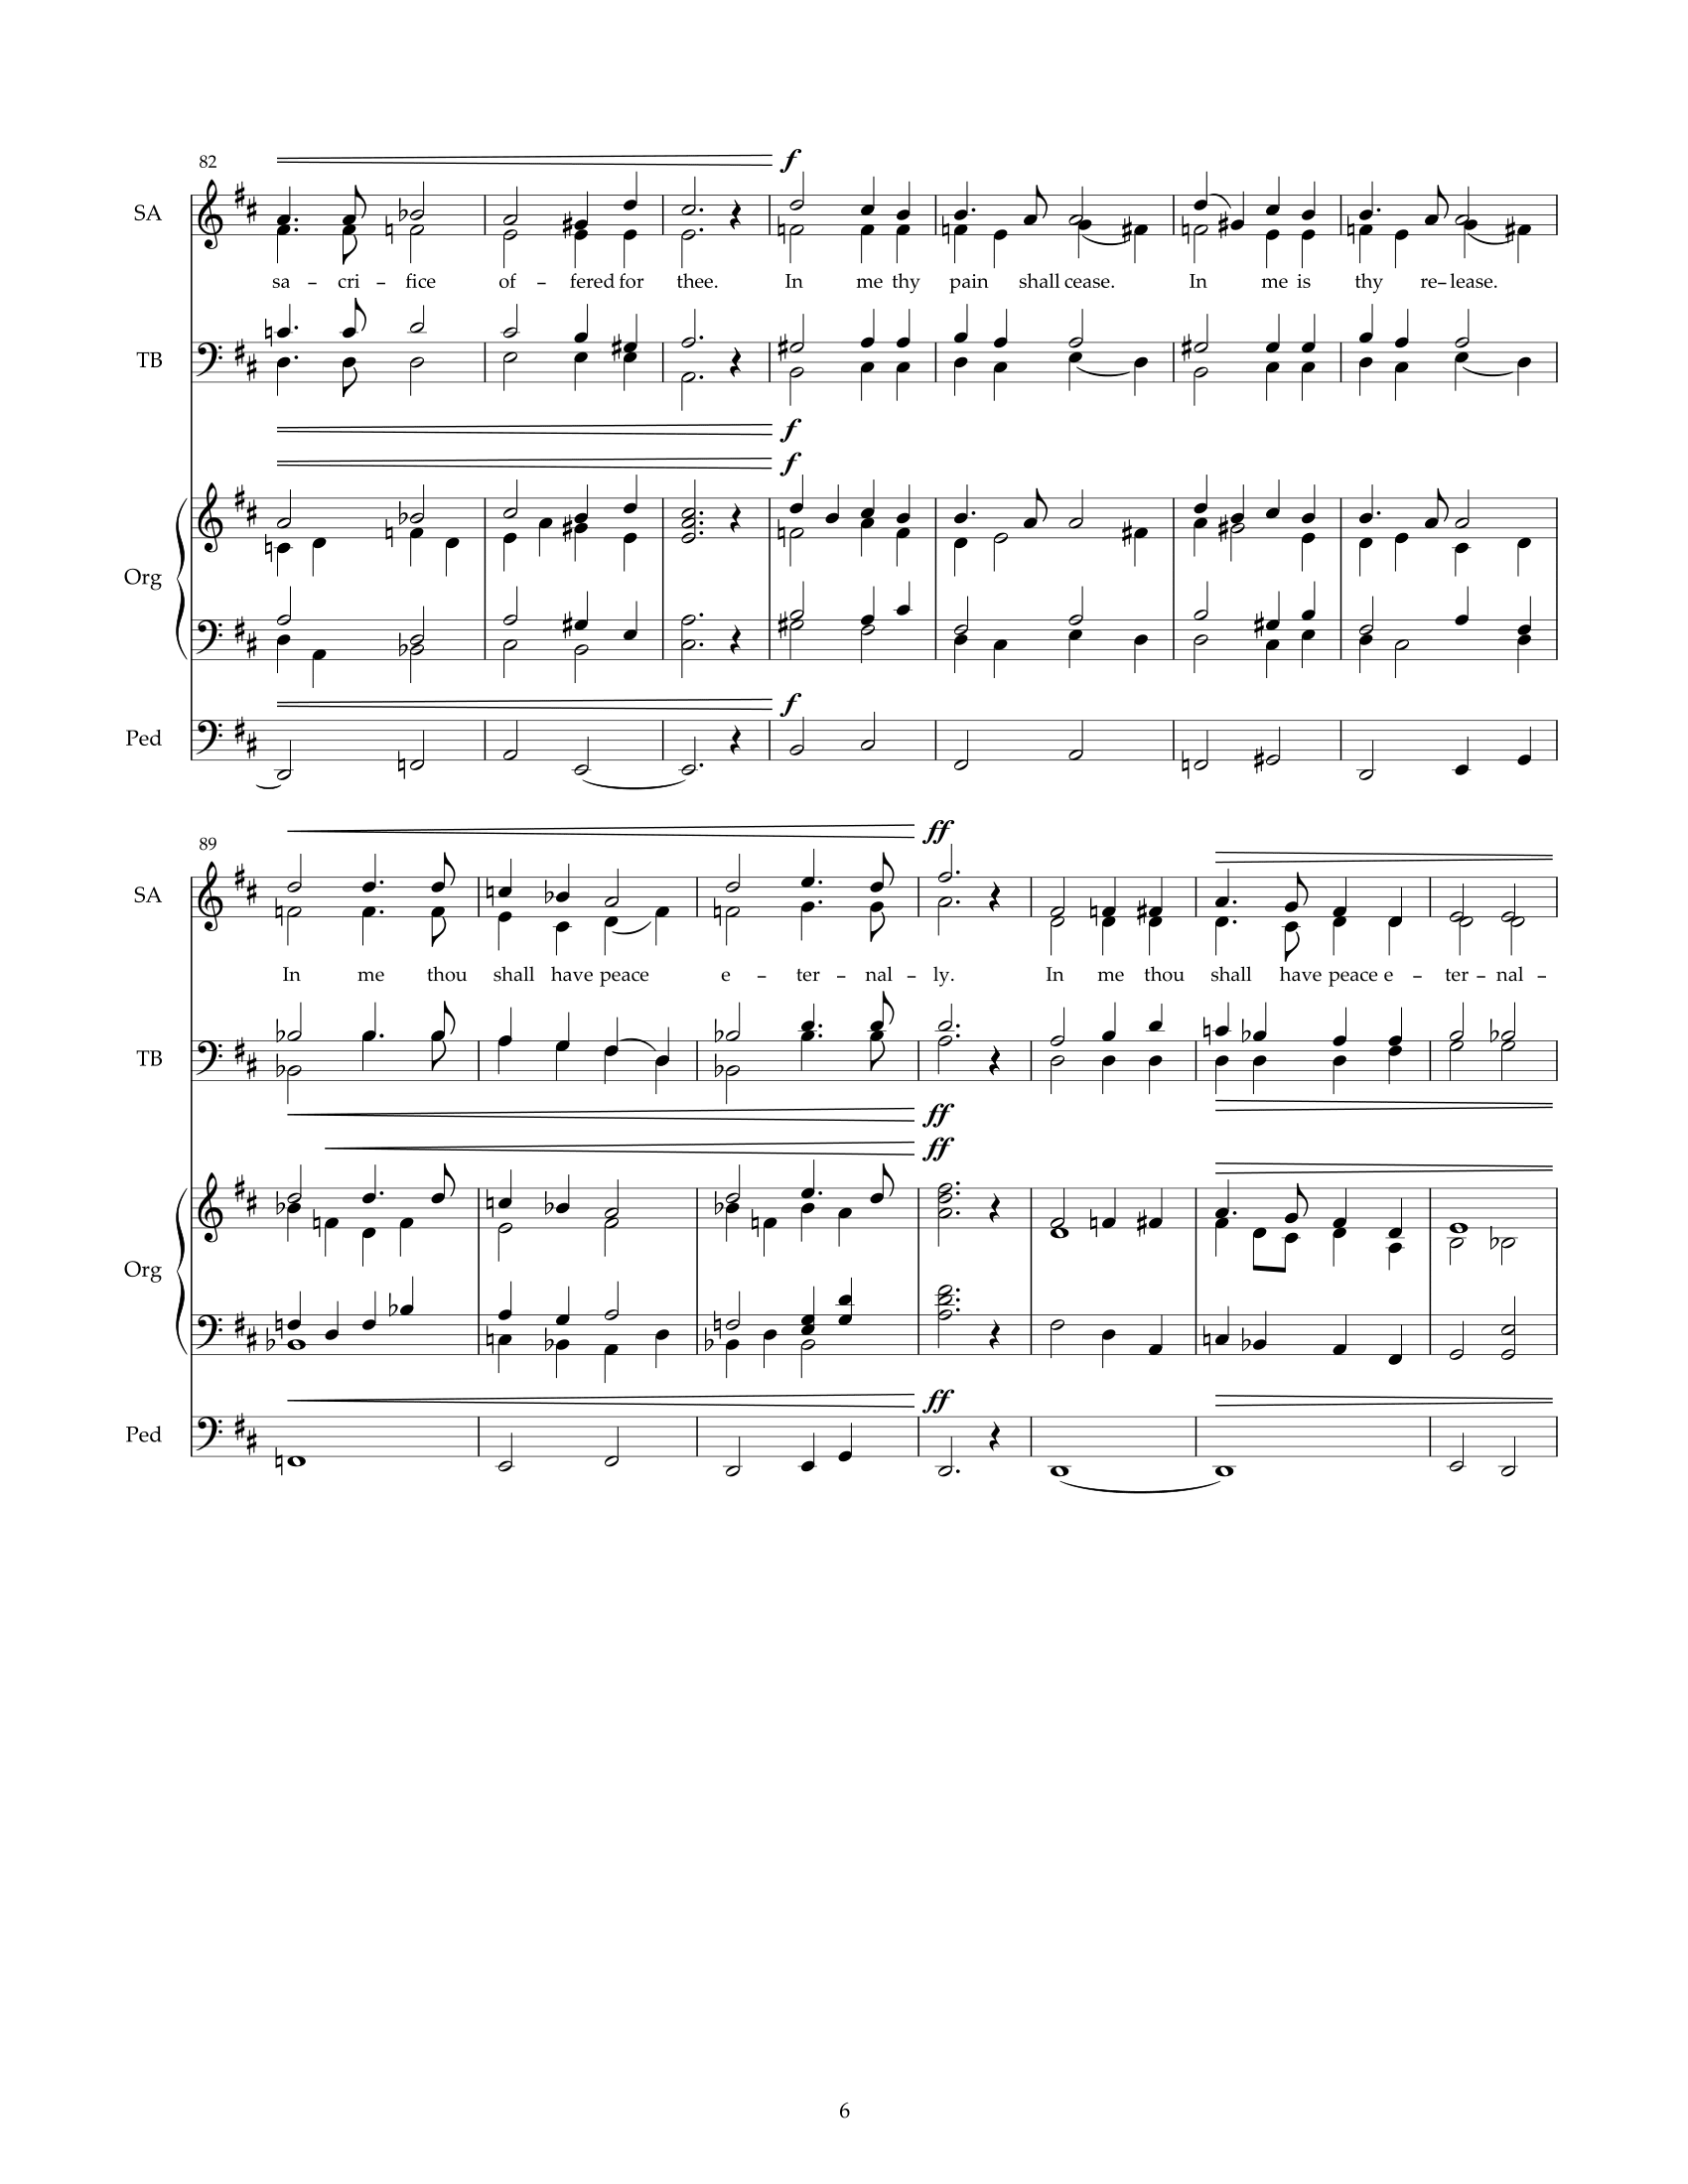 82
f
SA
sa – cri – fice of – fered for thee. In me thy pain shall cease. In me is thy re– lease.
TB
f
f
Org
f
Ped
89
ff
SA
In me thou shall have peace e – ter – nal – ly. In me thou shall have peace e – ter – nal –
TB
ff
ff
Org
ff
Ped
6